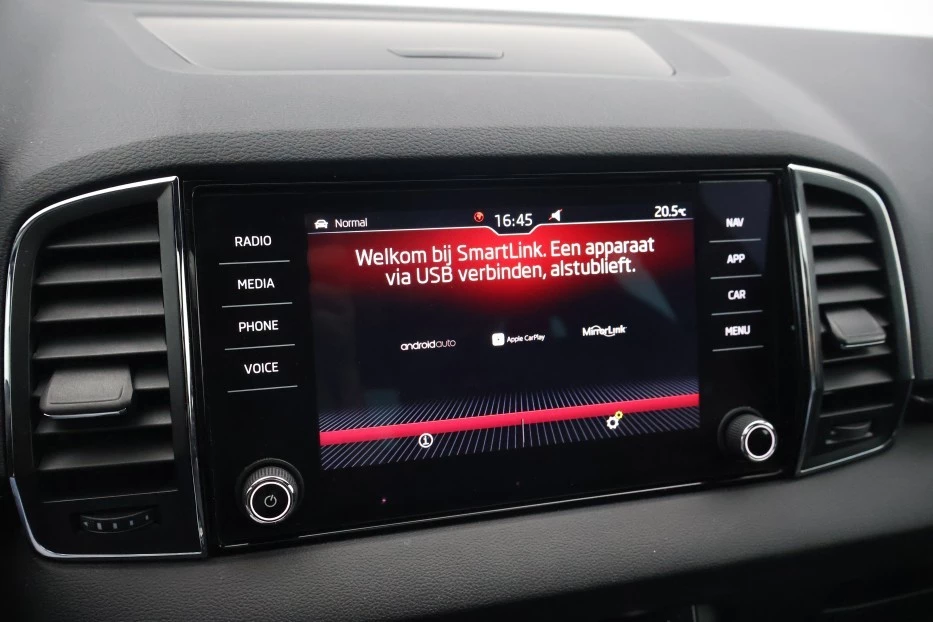 RADIO
MEDIA
PHONE
VOICE
Normal
16:45
20.5°C
Welkom bij SmartLink. Een apparaat
via USB verbinden, alstublieft.
androidauto
Apple CarPlay
MirrorLink
NAV
APP
CAR
MENU